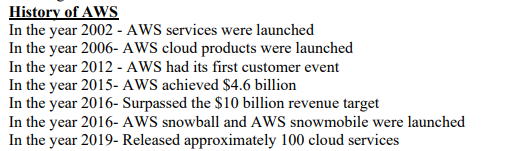 History of AWS
In the year 2002 - AWS services were launched
In the year 2006- AWS cloud products were launched
In the year 2012 - AWS had its first customer event
In the year 2015- AWS achieved $4.6 billion
In the year 2016- Surpassed the $10 billion revenue target
In the year 2016- AWS snowball and AWS snowmobile were launched
In the year 2019- Released approximately 100 cloud services